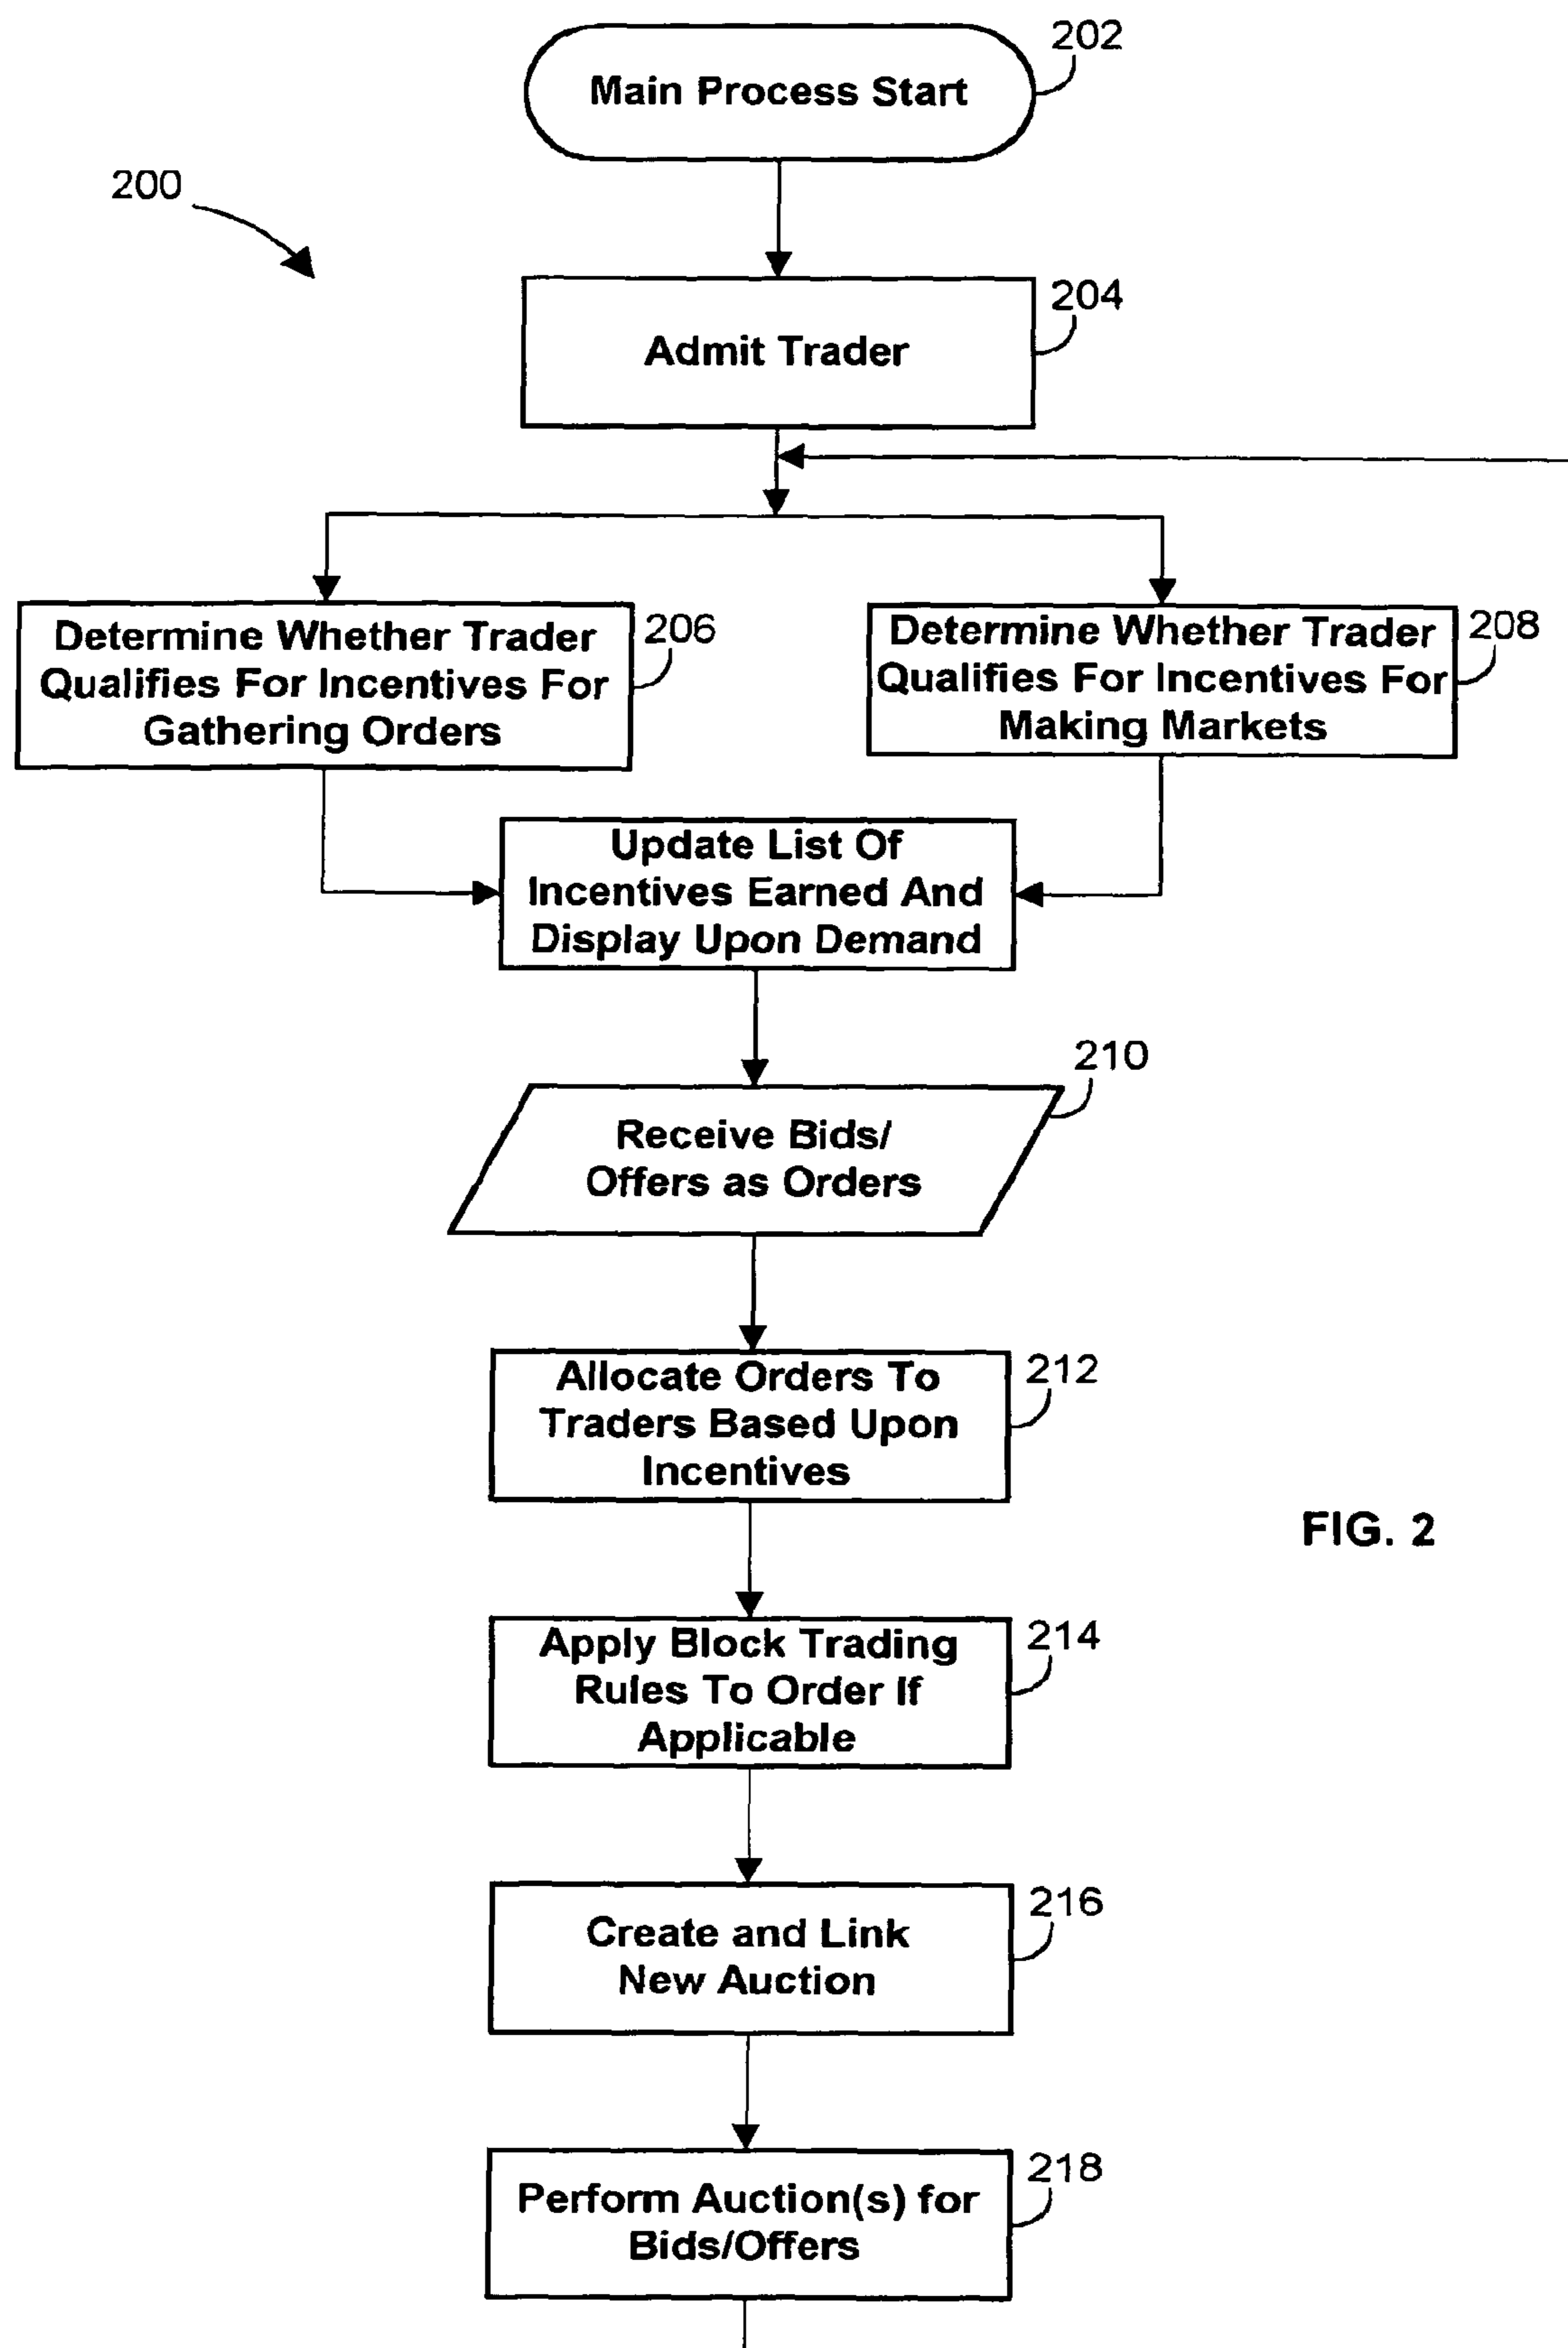 Main Process Start
202
200
Admit Trader
204
Determine Whether Trader
Qualifies For Incentives For
Gathering Orders
206
Determine Whether Trader
Qualifies For Incentives For
Making Markets
208
Update List Of
Incentives Earned And
Display Upon Demand
Receive Bids/
Offers as Orders
210
Allocate Orders To
Traders Based Upon
Incentives
212
FIG. 2
Apply Block Trading
Rules To Order If
Applicable
214
Create and Link
New Auction
216
Perform Auction(s) for
Bids/Offers
218